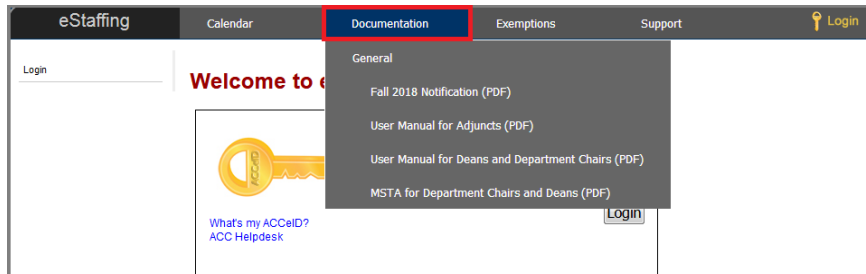 eStaffing
Calendar
Documentation
Exemptions
Support
Login
Login
Welcome to e
General
Fall 2018 Notification (PDF)
User Manual for Adjuncts (PDF)
User Manual for Deans and Department Chairs (PDF)
MSTA for Department Chairs and Deans (PDF)
ACCeID
What's my ACCeID?
ACC Helpdesk
Login